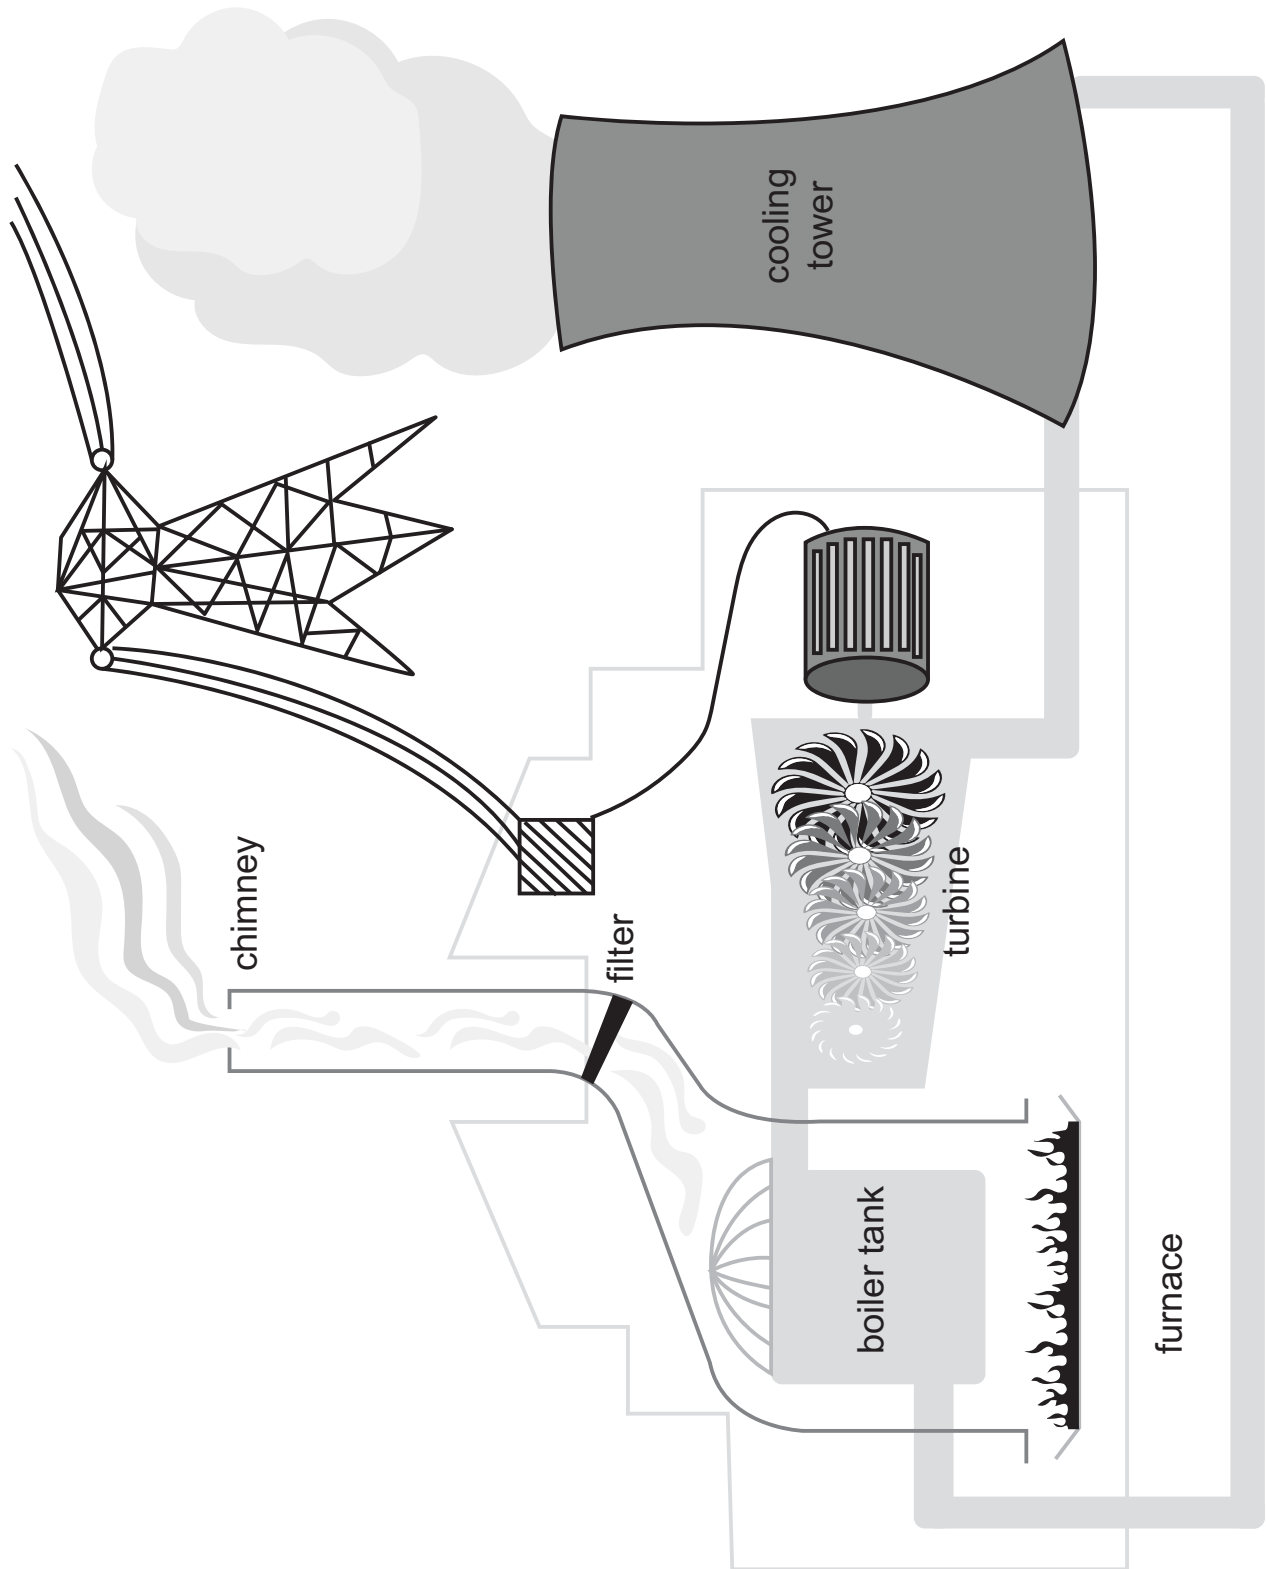 chimney
filter
cooling
tower
turbine
boiler tank
furnace